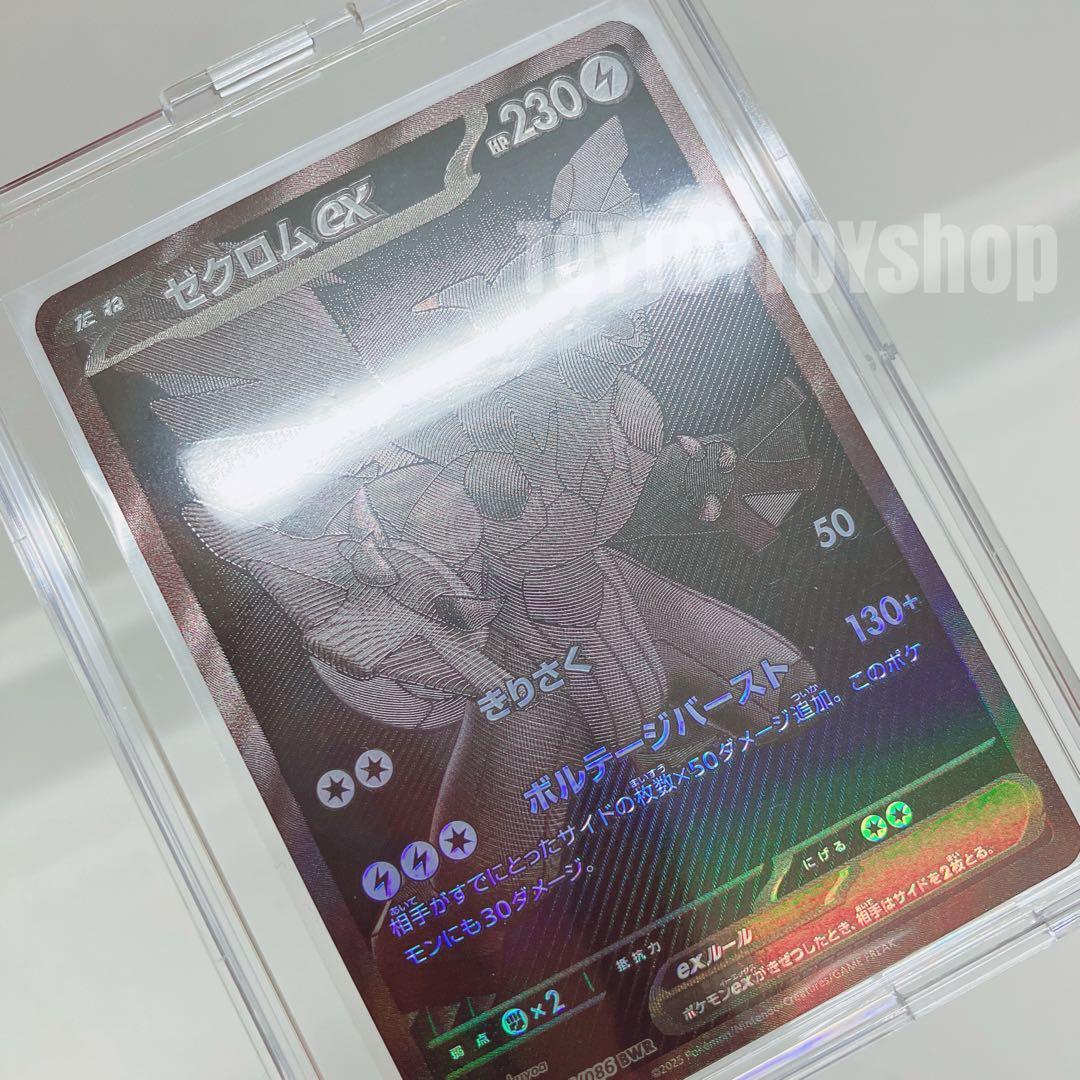 TOYTOYTOYshop
たね ゼクロムex HP230
きりさく 50
ボルテージバースト 130+
相手がすでにとったサイドの枚数×50ダメージ追加。このポケ
モンにも30ダメージ。
弱点 ×2 抵抗力 にげる
exルール
ポケモンexがきぜつしたとき、相手はサイドを2枚とる。
/086 BWR ©2025 Pokémon/Nintendo/Creatures/GAME FREAK